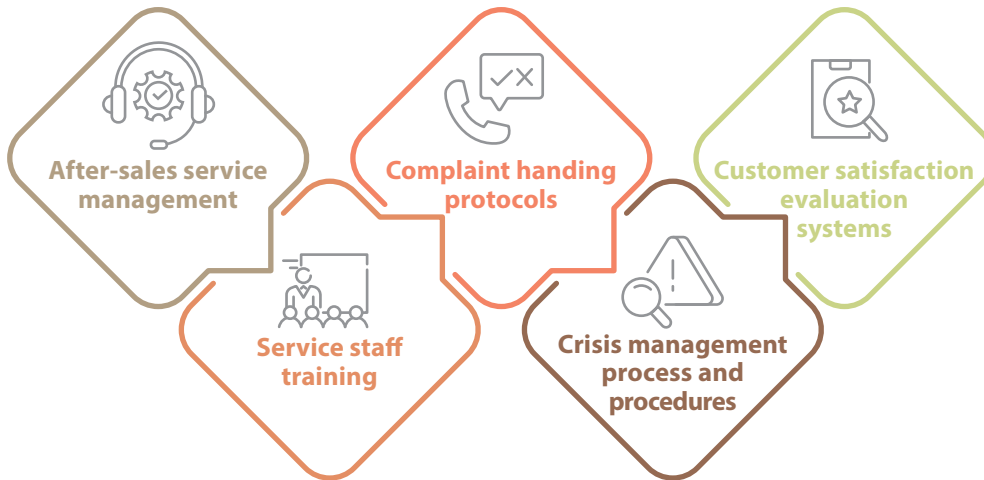 After-sales service
management
Service staff
training
Complaint handing
protocols
Crisis management
process and
procedures
Customer satisfaction
evaluation
systems